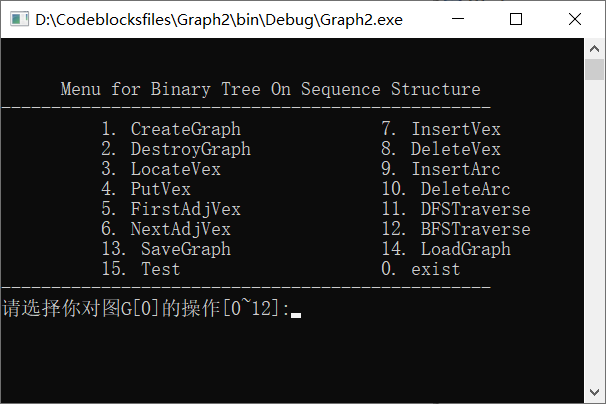 D:\Codeblocksfiles\Graph2\bin\Debug\Graph2.exe
Menu for Binary Tree On Sequence Structure
-------------------------------------------------
1. CreateGraph 7. InsertVex
2. DestroyGraph 8. DeleteVex
3. LocateVex 9. InsertArc
4. PutVex 10. DeleteArc
5. FirstAdjVex 11. DFSTraverse
6. NextAdjVex 12. BFSTraverse
13. SaveGraph 14. LoadGraph
15. Test 0. exist
-------------------------------------------------
请选择你对图G[0]的操作[0~12]: